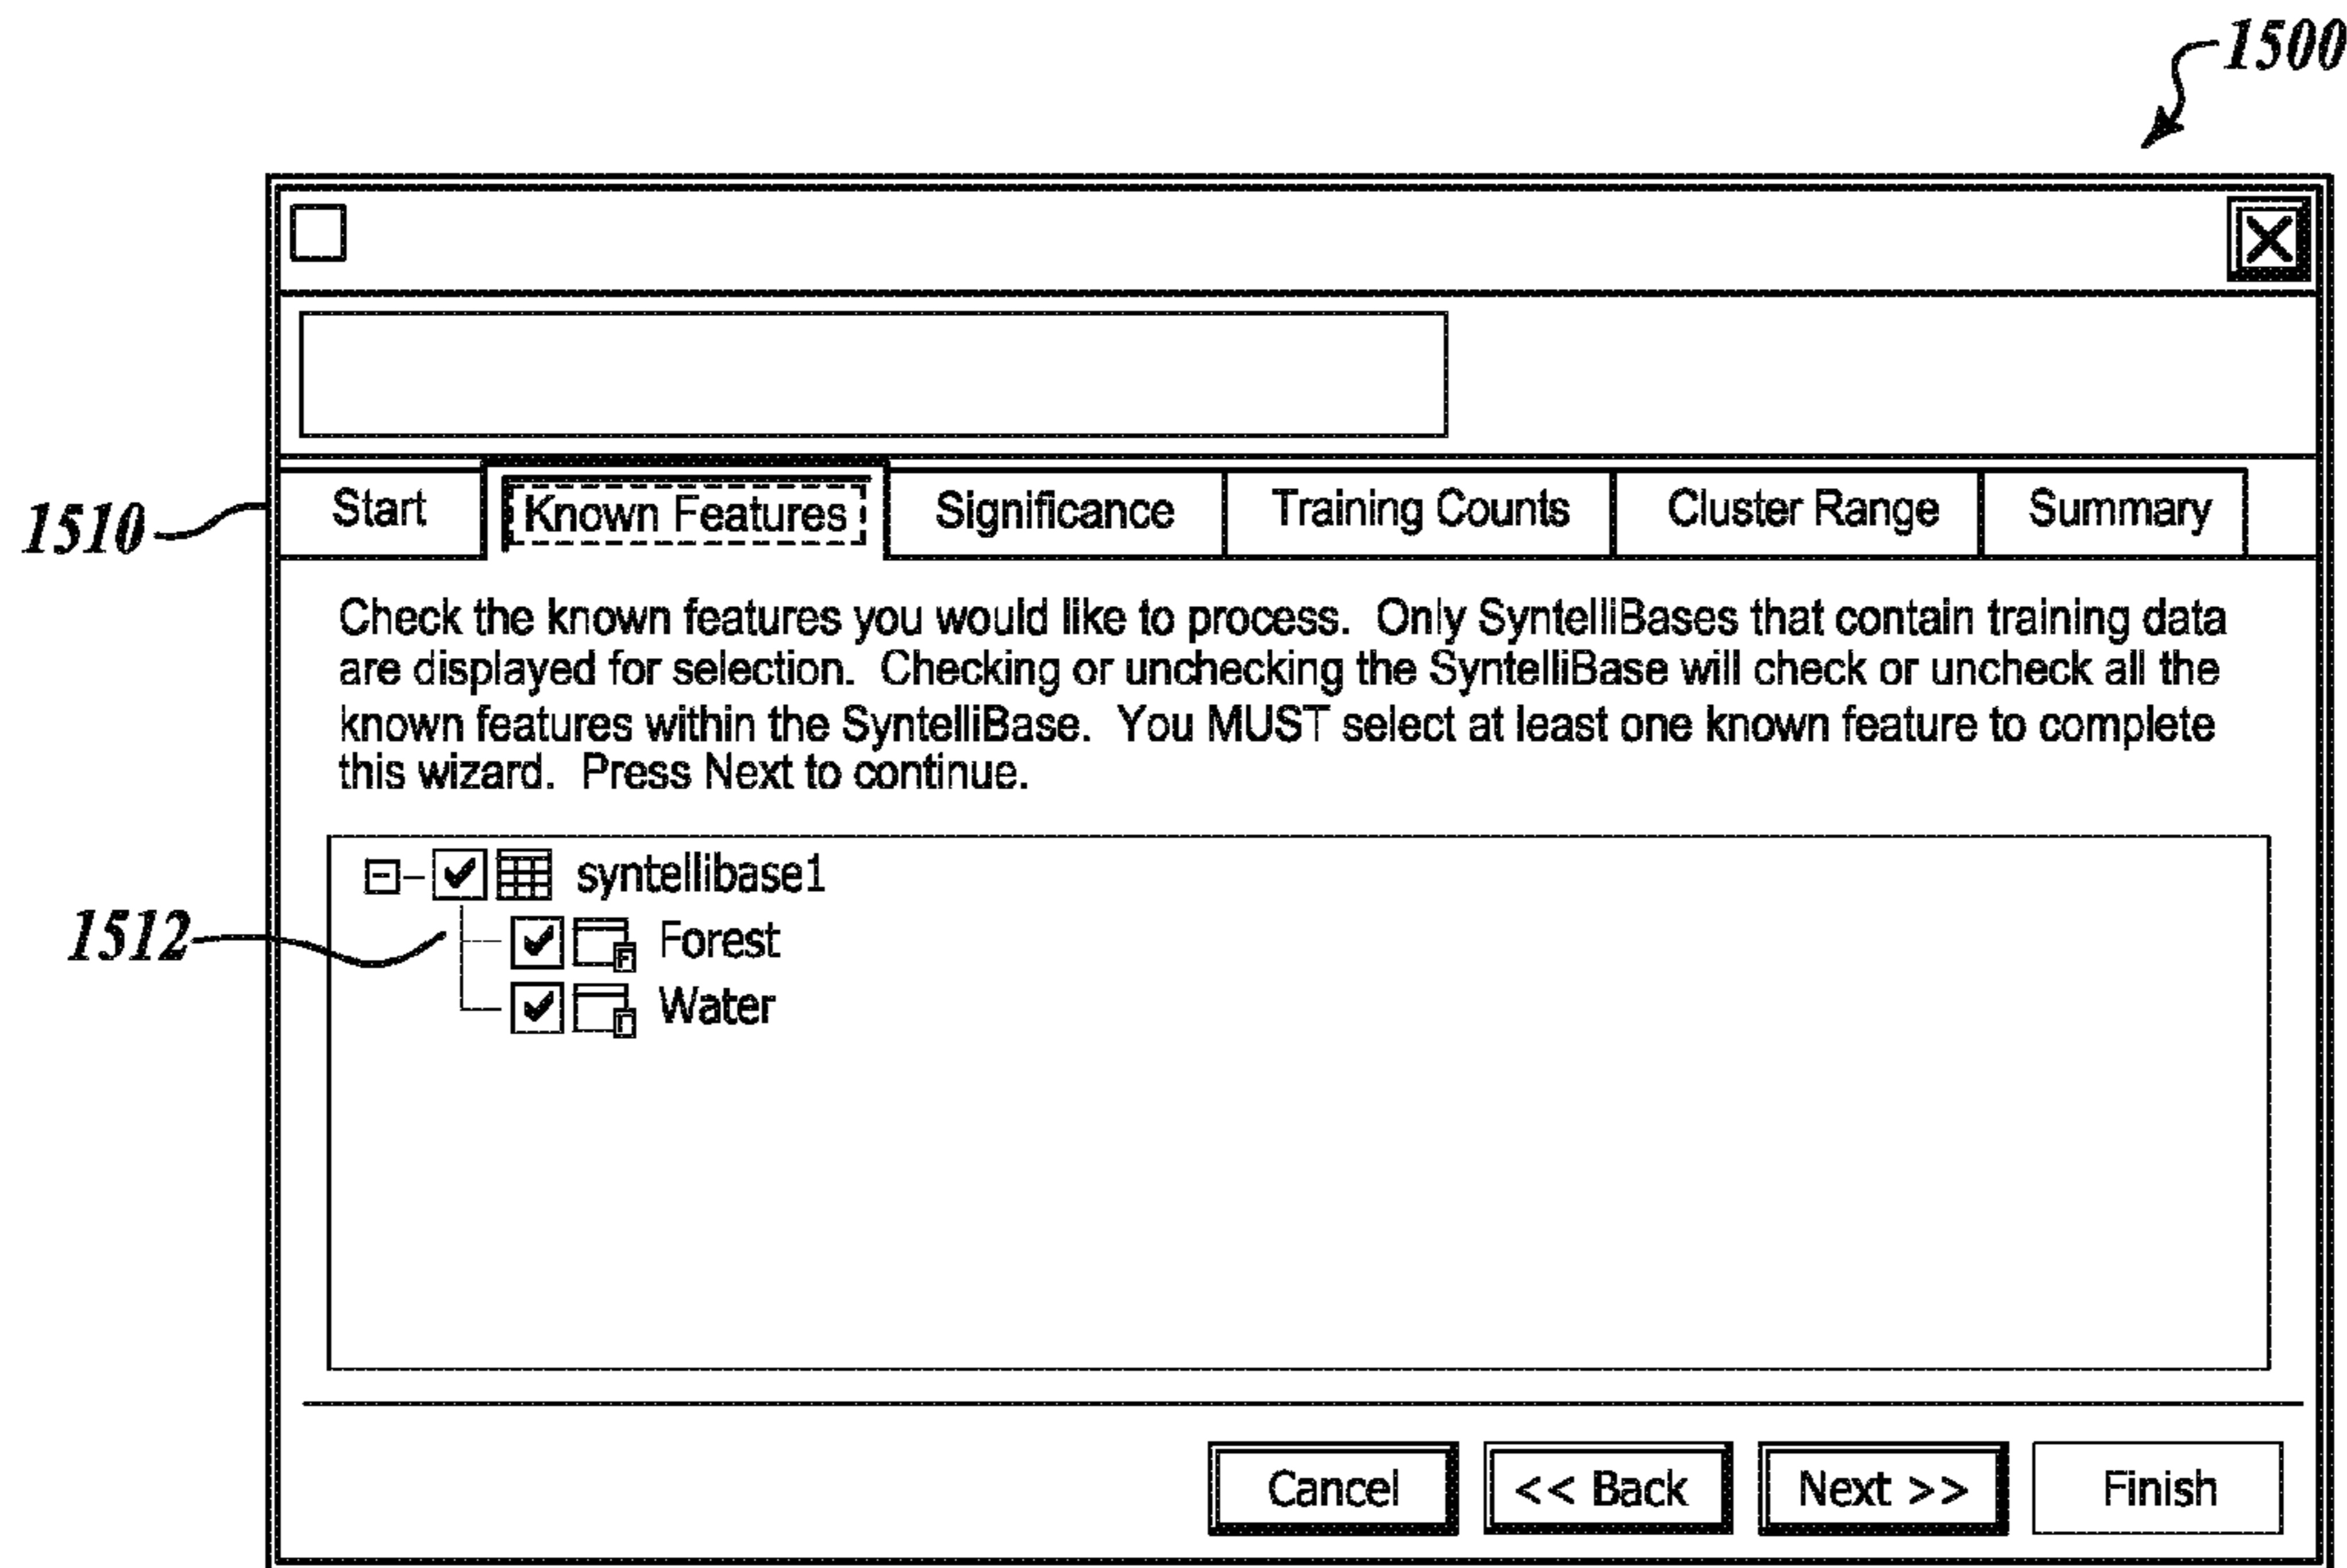 1500
1510
Start Known Features Significance Training Counts Cluster Range Summary
Check the known features you would like to process. Only SyntelliBases that contain training data
are displayed for selection. Checking or unchecking the SyntelliBase will check or uncheck all the
known features within the SyntelliBase. You MUST select at least one known feature to complete
this wizard. Press Next to continue.
syntellibase1
1512
Forest
Water
Cancel << Back Next >> Finish